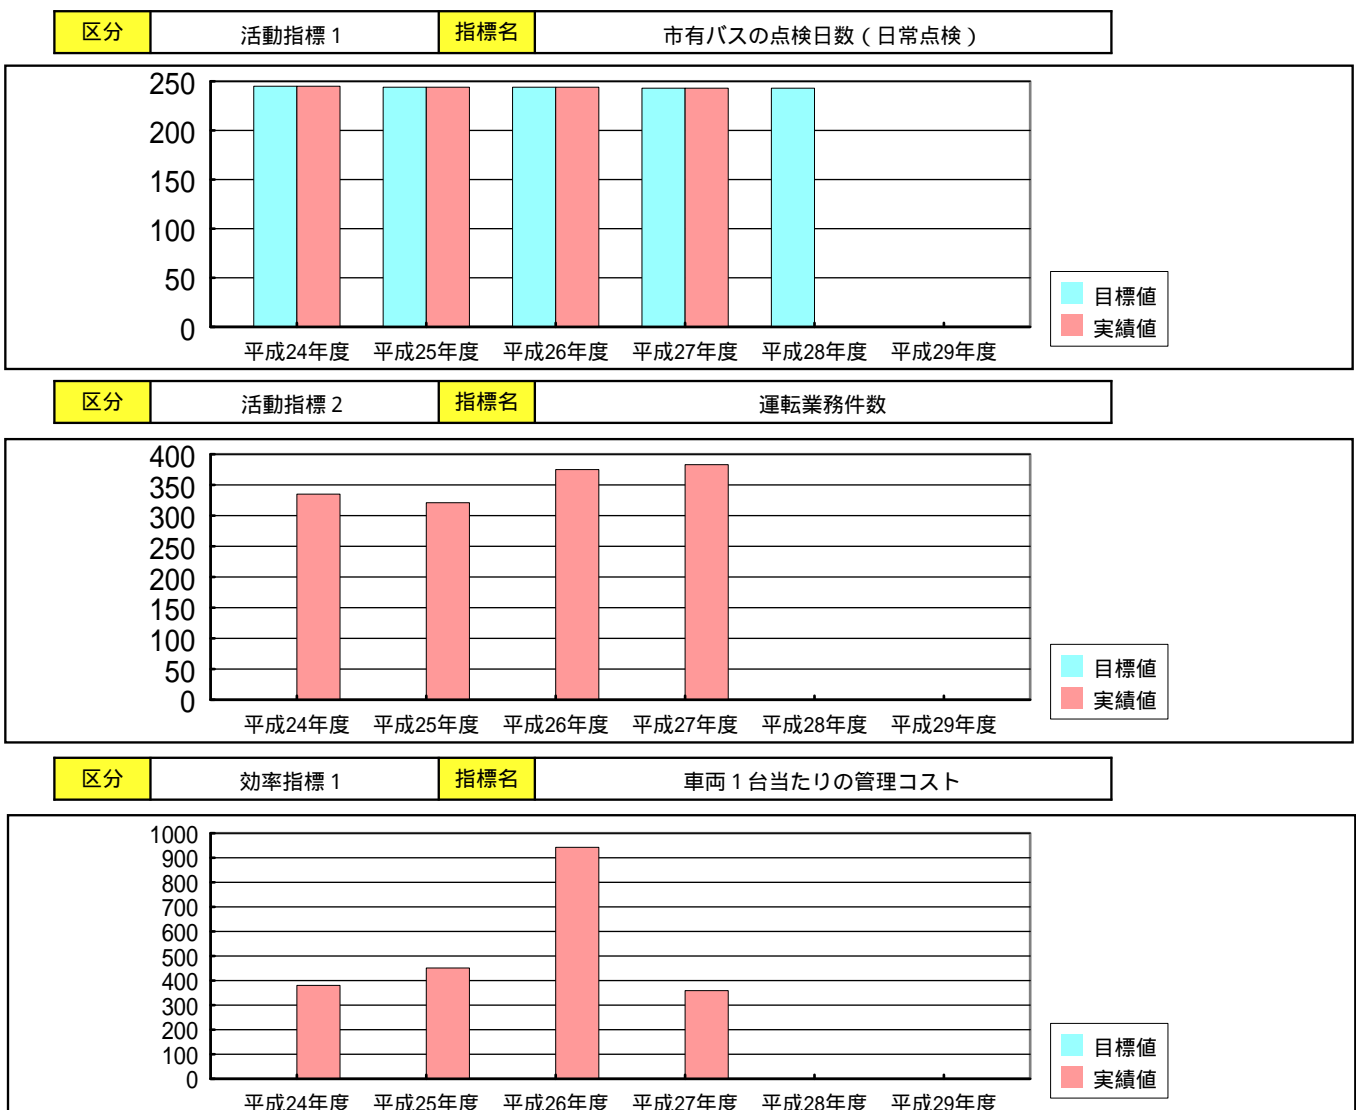 区分 活動指標1 指標名 市有バスの点検日数(日常点検)
250
200
150
100
50
0
平成24年度 平成25年度 平成26年度 平成27年度 平成28年度 平成29年度
目標値
実績値
区分 活動指標2 指標名 運転業務件数
400
350
300
250
200
150
100
50
0
平成24年度 平成25年度 平成26年度 平成27年度 平成28年度 平成29年度
目標値
実績値
区分 効率指標1 指標名 車両1台当たりの管理コスト
1000
900
800
700
600
500
400
300
200
100
0
平成24年度 平成25年度 平成26年度 平成27年度 平成28年度 平成29年度
目標値
実績値